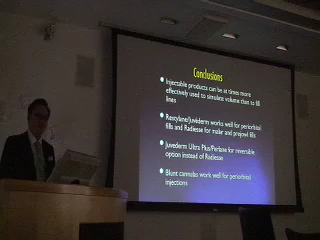 Conclusions
Injectable products can be at times more
effectively used to simulate volume than to fill
lines
Restylane/Juviderm works well for periorbital
fills and Radiesse for malar and prejowl fills
Juvederm Ultra Plus/Perlane for reversible
option instead of Radiesse
Blunt cannulas work well for periorbital
injections